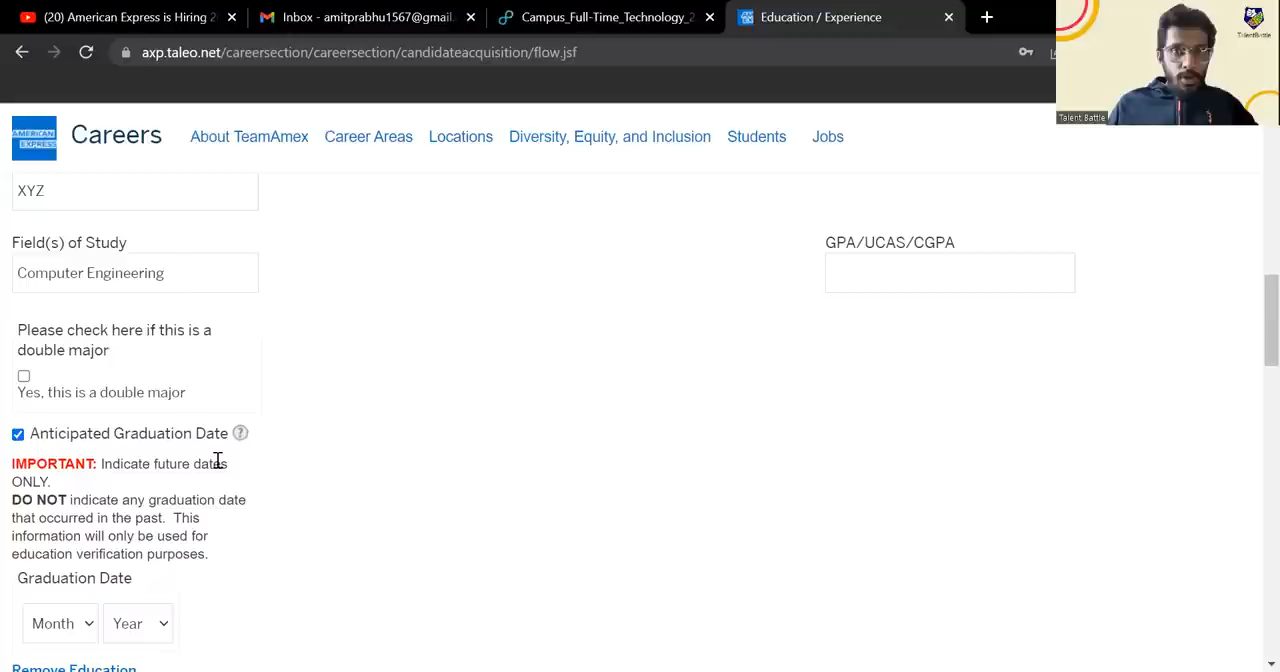 (20) American Express is Hiring 2
Inbox - amitprabhu1567@gmail.
Campus_Full-Time_Technology_2
Education / Experience
axp.taleo.net/careersection/careersection/candidateacquisition/flow.jsf
TalentBattle
Talent Battle
AMERICAN
EXPRESS
Careers
About TeamAmex
Career Areas
Locations
Diversity, Equity, and Inclusion
Students
Jobs
XYZ
Field(s) of Study
GPA/UCAS/CGPA
Computer Engineering
Please check here if this is a
double major
Yes, this is a double major
Anticipated Graduation Date ?
IMPORTANT: Indicate future dates
ONLY.
DO NOT indicate any graduation date
that occurred in the past. This
information will only be used for
education verification purposes.
Graduation Date
Month
Year
Remove Education